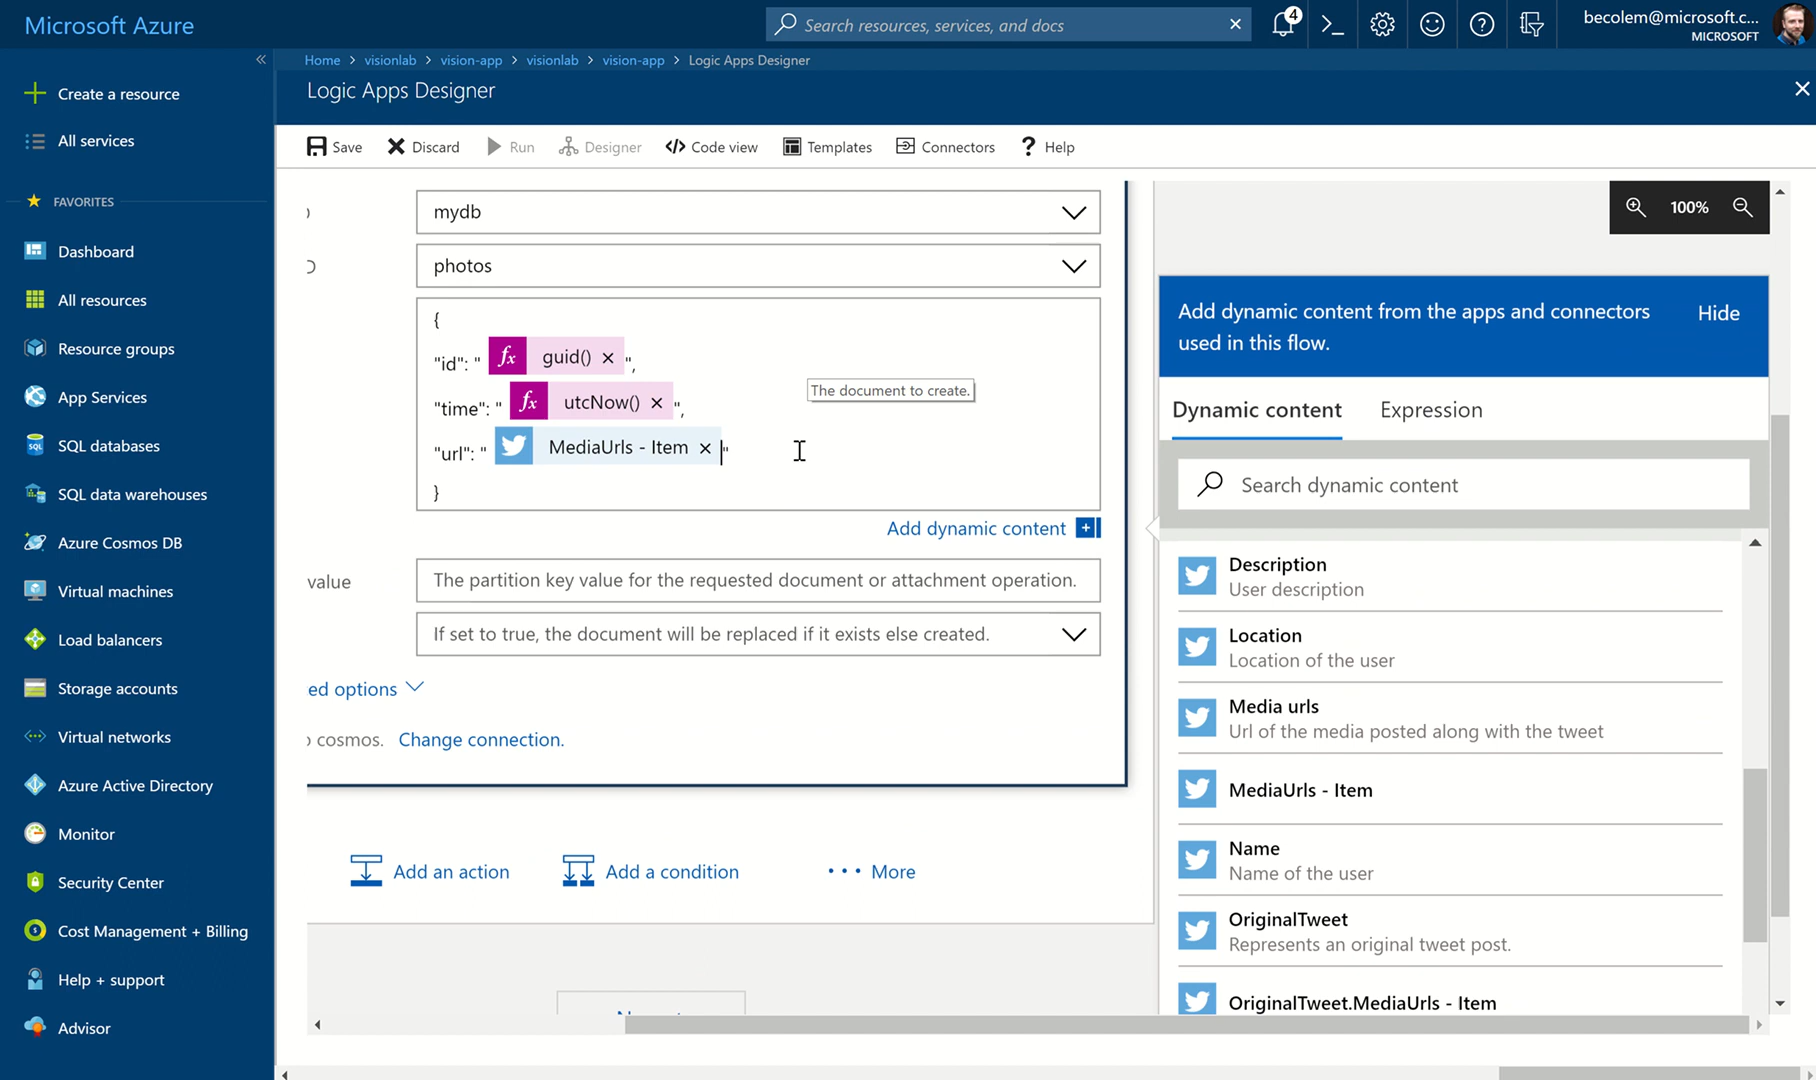 Microsoft Azure
Search resources, services, and docs
4
becolem@microsoft.c...
MICROSOFT
Home > visionlab > vision-app > visionlab > vision-app > Logic Apps Designer
Logic Apps Designer
Create a resource
All services
FAVORITES
Dashboard
All resources
Resource groups
App Services
SQL databases
SQL data warehouses
Azure Cosmos DB
Virtual machines
Load balancers
Storage accounts
Virtual networks
Azure Active Directory
Monitor
Security Center
Cost Management + Billing
Help + support
Advisor
Save Discard Run Designer Code view Templates Connectors Help
mydb
photos
{
"id": " fx guid() × ",
"time": " fx utcNow() × ",
"url": " MediaUrls - Item × "
}
The document to create.
Add dynamic content
value
The partition key value for the requested document or attachment operation.
If set to true, the document will be replaced if it exists else created.
ed options
cosmos. Change connection.
Add an action
Add a condition
More
100%
Add dynamic content from the apps and connectors
used in this flow.
Hide
Dynamic content
Expression
Search dynamic content
Description
User description
Location
Location of the user
Media urls
Url of the media posted along with the tweet
MediaUrls - Item
Name
Name of the user
OriginalTweet
Represents an original tweet post.
OriginalTweet.MediaUrls - Item